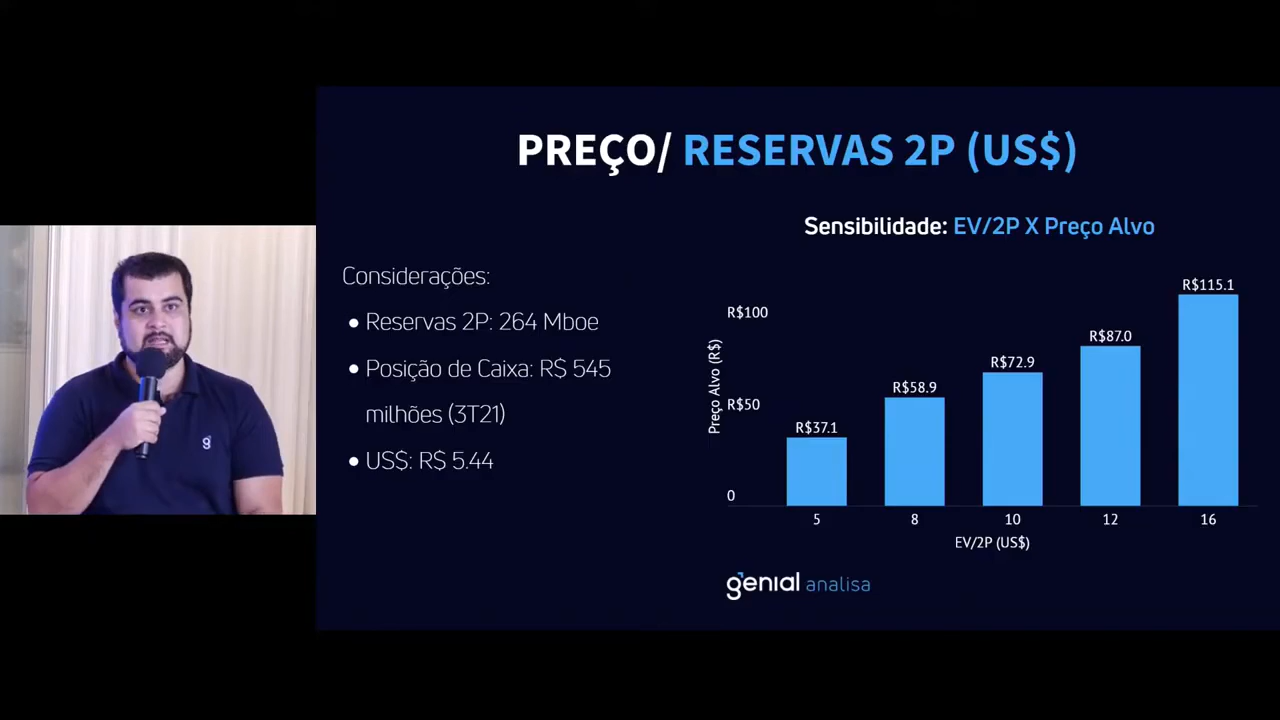 PREÇO/ RESERVAS 2P (US$)
Considerações:
• Reservas 2P: 264 Mboe
• Posição de Caixa: R$ 545
milhões (3T21)
• US$: R$ 5.44
Sensibilidade: EV/2P X Preço Alvo
Preço Alvo (R$)
R$100
R$50
0
R$37.1
R$58.9
R$72.9
R$87.0
R$115.1
5
8
10
12
16
EV/2P (US$)
genial analisa
g